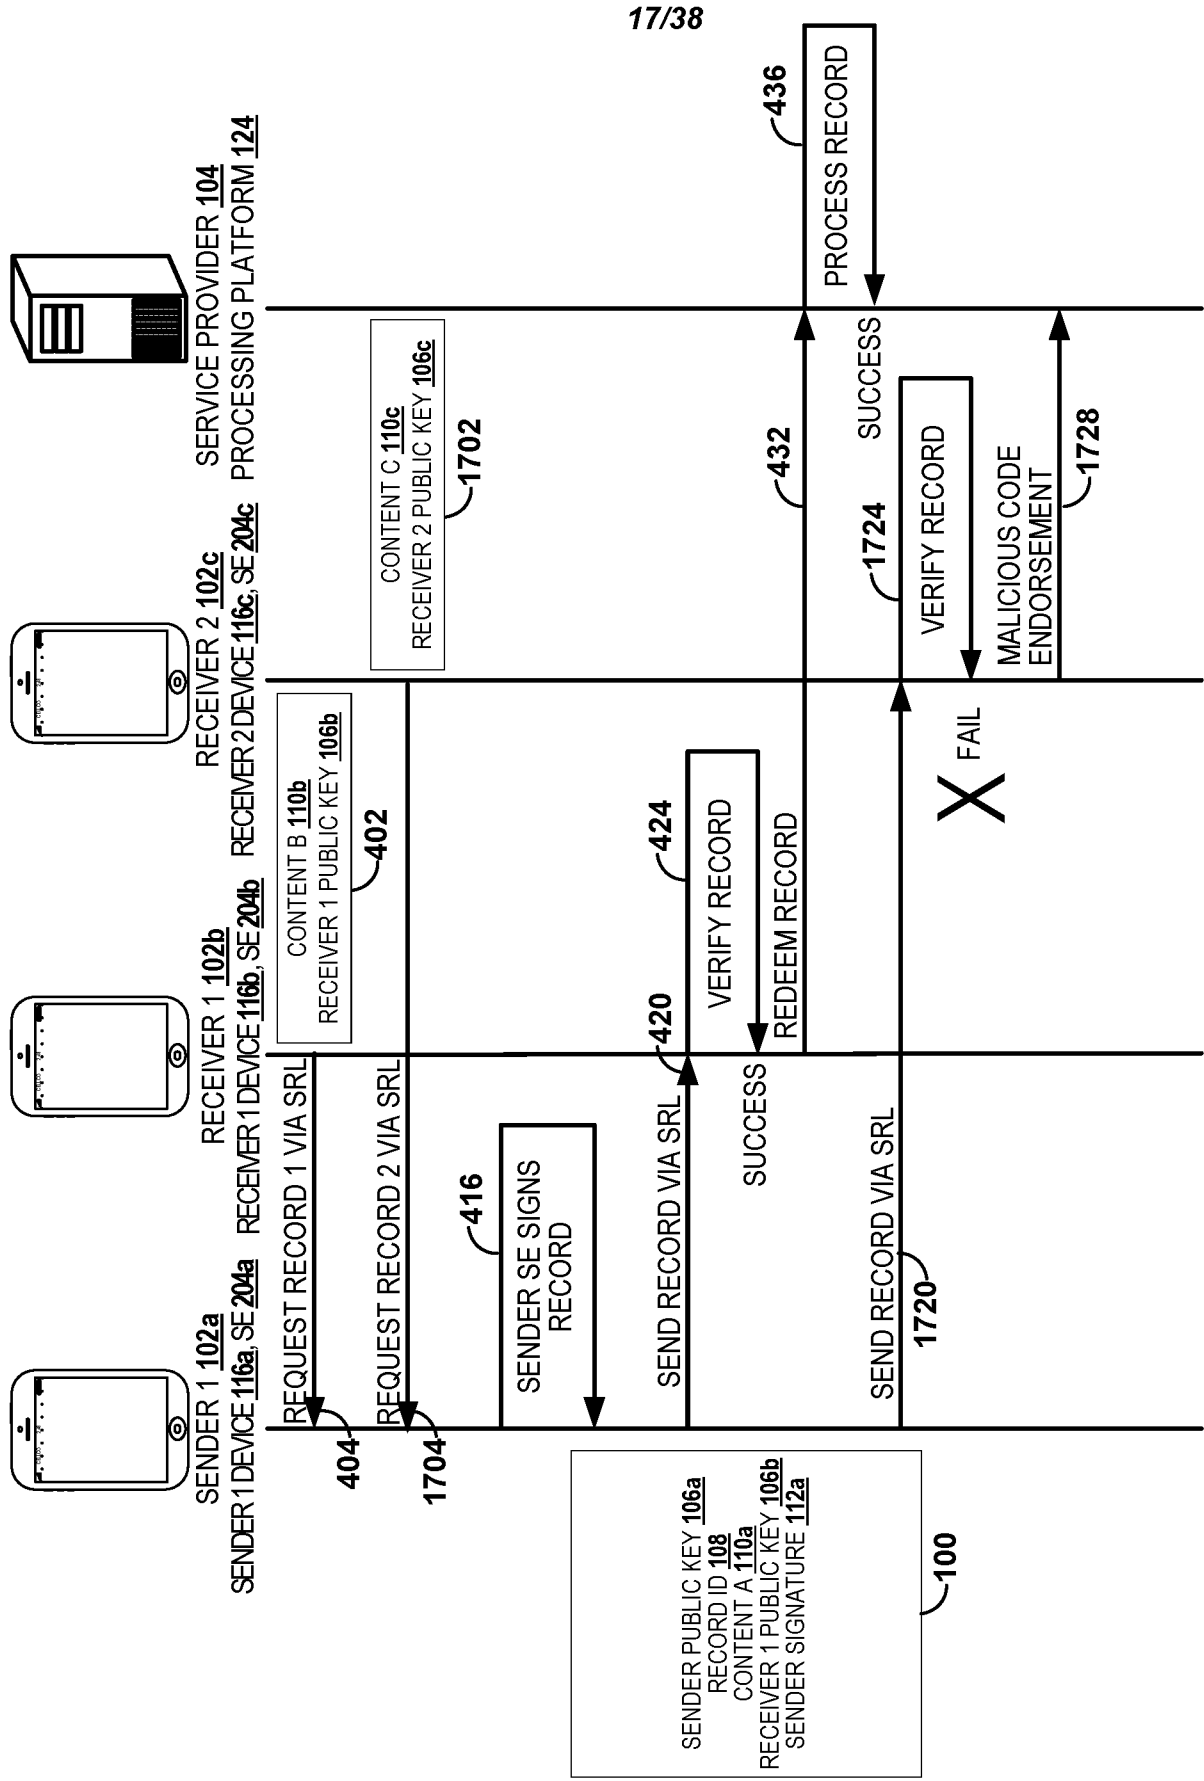 17/38
SENDER 1 102a
SENDER 1 DEVICE 116a, SE 204a
RECEIVER 1 102b
RECEIVER 1 DEVICE 116b, SE 204b
RECEIVER 2 102c
RECEIVER 2 DEVICE 116c, SE 204c
SERVICE PROVIDER 104
PROCESSING PLATFORM 124
REQUEST RECORD 1 VIA SRL
404
CONTENT B 110b
RECEIVER 1 PUBLIC KEY 106b
402
REQUEST RECORD 2 VIA SRL
1704
CONTENT C 110c
RECEIVER 2 PUBLIC KEY 106c
1702
416
SENDER SE SIGNS
RECORD
SENDER PUBLIC KEY 106a
RECORD ID 108
CONTENT A 110a
RECEIVER 1 PUBLIC KEY 106b
SENDER SIGNATURE 112a
100
SEND RECORD VIA SRL
420
424
VERIFY RECORD
SUCCESS
REDEEM RECORD
432
436
PROCESS RECORD
SUCCESS
SEND RECORD VIA SRL
1720
1724
VERIFY RECORD
X
FAIL
MALICIOUS CODE
ENDORSEMENT
1728